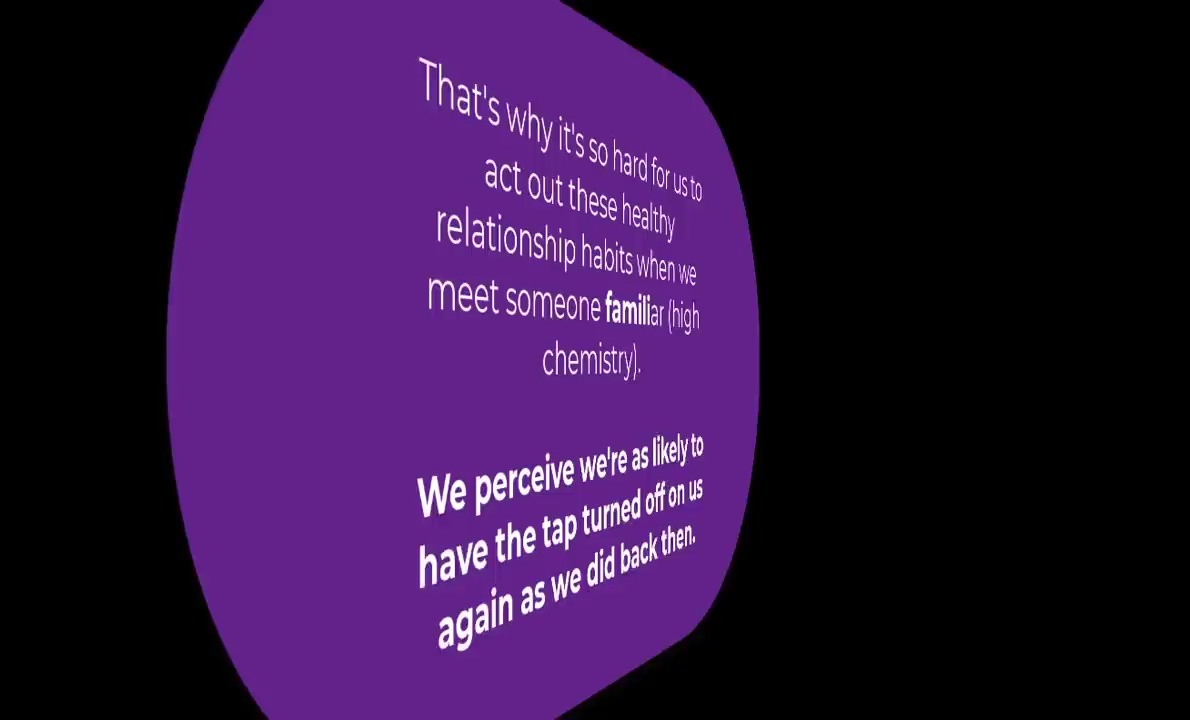 That's why it's so hard for us to
act out these healthy
relationship habits when we
meet someone familiar (high
chemistry).
We perceive we're as likely to
have the tap turned off on us
again as we did back then.